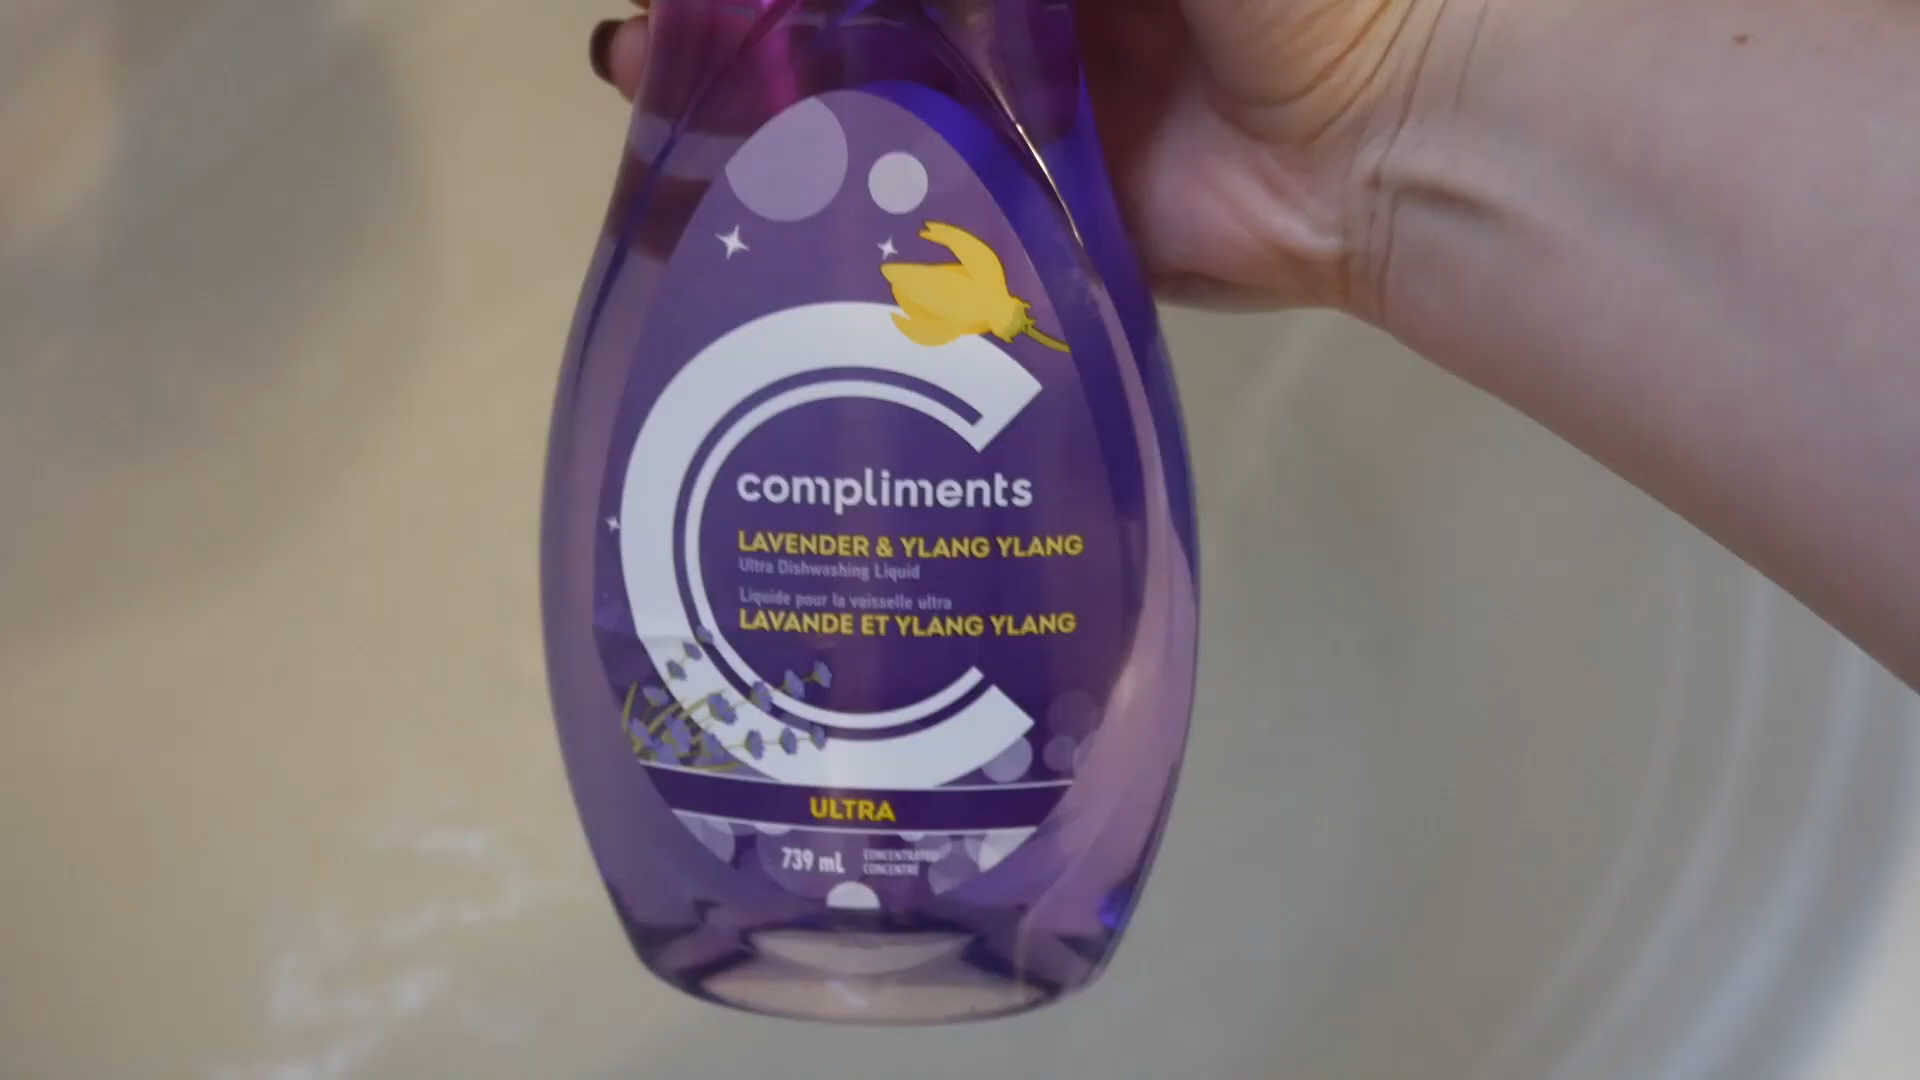 compliments
LAVENDER & YLANG YLANG
Ultra Dishwashing Liquid
Liquide pour la vaisselle ultra
LAVANDE ET YLANG YLANG
ULTRA
739 mL
CONCENTRATED
CONCENTRÉ